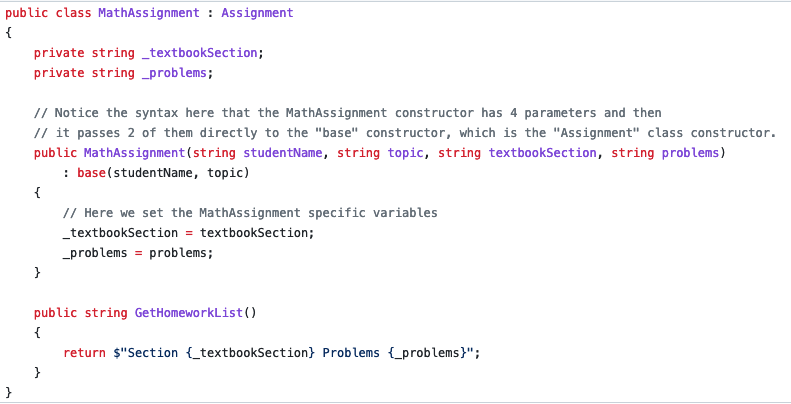 public class MathAssignment : Assignment
{
    private string _textbookSection;
    private string _problems;

    // Notice the syntax here that the MathAssignment constructor has 4 parameters and then
    // it passes 2 of them directly to the "base" constructor, which is the "Assignment" class constructor.
    public MathAssignment(string studentName, string topic, string textbookSection, string problems)
        : base(studentName, topic)
    {
        // Here we set the MathAssignment specific variables
        _textbookSection = textbookSection;
        _problems = problems;
    }

    public string GetHomeworkList()
    {
        return $"Section {_textbookSection} Problems {_problems}";
    }
}